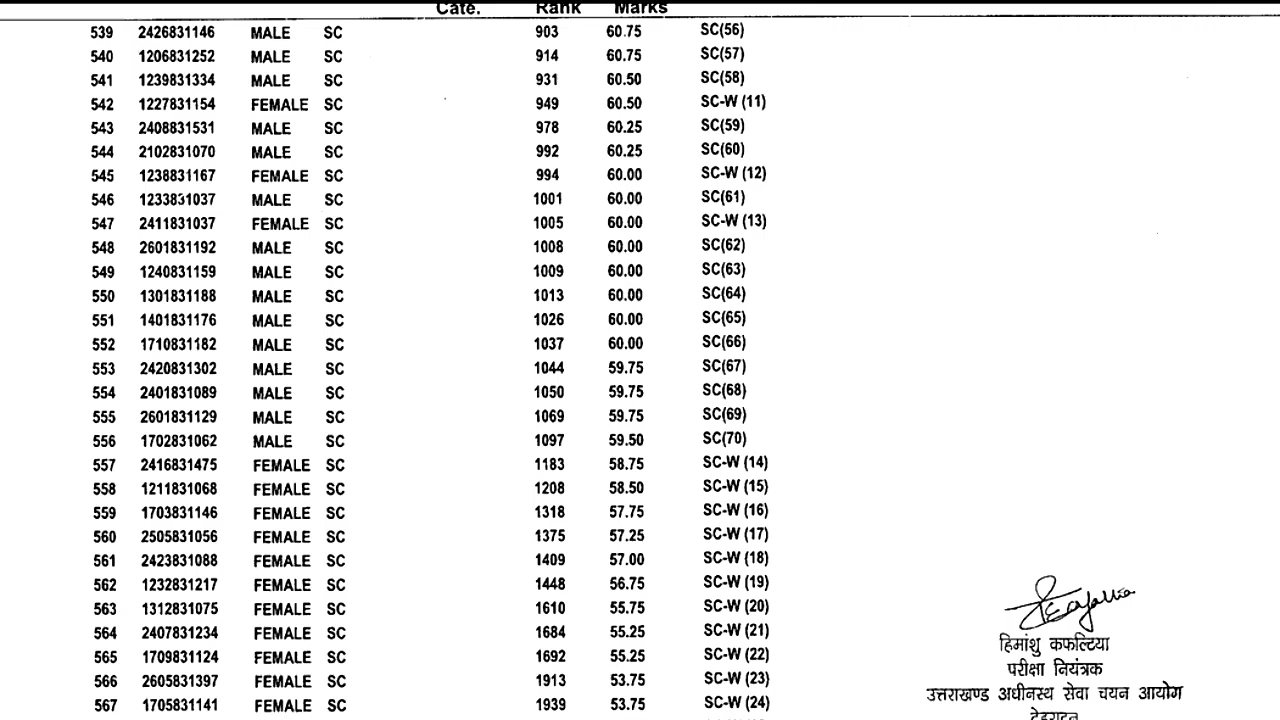 Cate. Rank Marks
539 2426831146 MALE SC 903 60.75 SC(56)
540 1206831252 MALE SC 914 60.75 SC(57)
541 1239831334 MALE SC 931 60.50 SC(58)
542 1227831154 FEMALE SC 949 60.50 SC-W (11)
543 2408831531 MALE SC 978 60.25 SC(59)
544 2102831070 MALE SC 992 60.25 SC(60)
545 1238831167 FEMALE SC 994 60.00 SC-W (12)
546 1233831037 MALE SC 1001 60.00 SC(61)
547 2411831037 FEMALE SC 1005 60.00 SC-W (13)
548 2601831192 MALE SC 1008 60.00 SC(62)
549 1240831159 MALE SC 1009 60.00 SC(63)
550 1301831188 MALE SC 1013 60.00 SC(64)
551 1401831176 MALE SC 1026 60.00 SC(65)
552 1710831182 MALE SC 1037 60.00 SC(66)
553 2420831302 MALE SC 1044 59.75 SC(67)
554 2401831089 MALE SC 1050 59.75 SC(68)
555 2601831129 MALE SC 1069 59.75 SC(69)
556 1702831062 MALE SC 1097 59.50 SC(70)
557 2416831475 FEMALE SC 1183 58.75 SC-W (14)
558 1211831068 FEMALE SC 1208 58.50 SC-W (15)
559 1703831146 FEMALE SC 1318 57.75 SC-W (16)
560 2505831056 FEMALE SC 1375 57.25 SC-W (17)
561 2423831088 FEMALE SC 1409 57.00 SC-W (18)
562 1232831217 FEMALE SC 1448 56.75 SC-W (19)
563 1312831075 FEMALE SC 1610 55.75 SC-W (20)
564 2407831234 FEMALE SC 1684 55.25 SC-W (21)
565 1709831124 FEMALE SC 1692 55.25 SC-W (22)
566 2605831397 FEMALE SC 1913 53.75 SC-W (23)
567 1705831141 FEMALE SC 1939 53.75 SC-W (24)
हिमांशु कफल्टिया
परीक्षा नियंत्रक
उत्तराखण्ड अधीनस्थ सेवा चयन आयोग
देहरादून